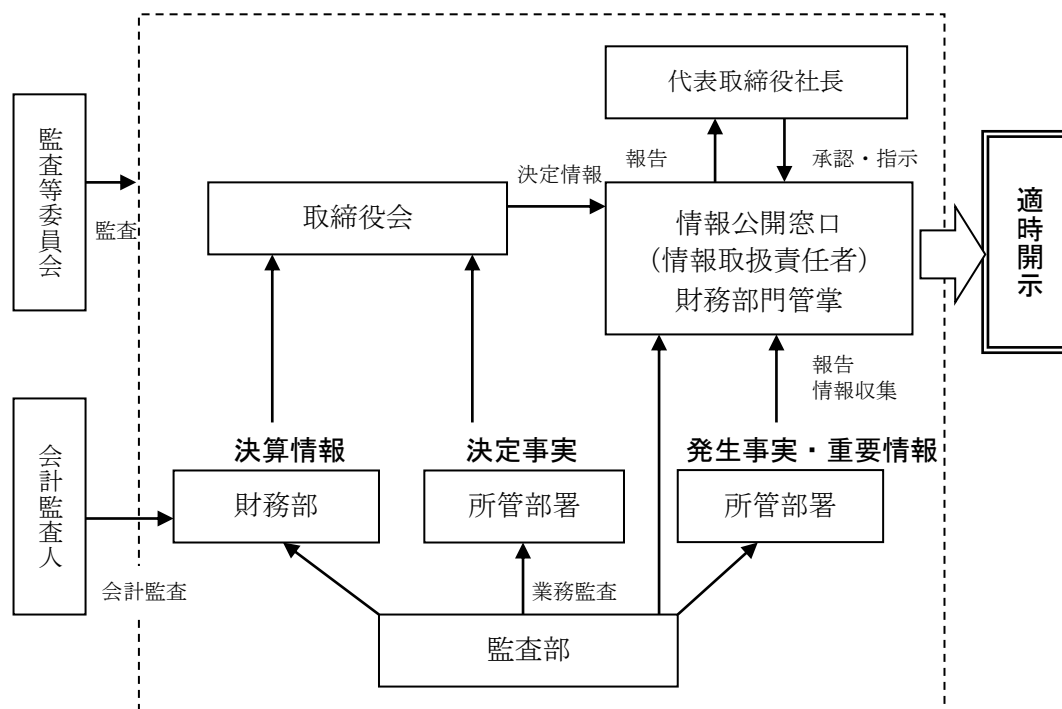 代表取締役社長
監査等委員会
報告
承認・指示
決定情報
取締役会
情報公開窓口
(情報取扱責任者)
財務部門管掌
適時開示
監査
報告
情報収集
会計監査人
決算情報
決定事実
発生事実・重要情報
財務部
所管部署
所管部署
会計監査
業務監査
監査部